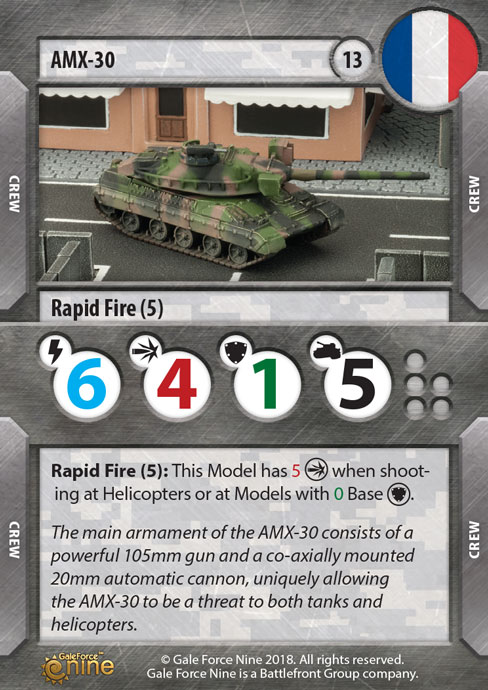 AMX-30
13
CREW
CREW
Rapid Fire (5)
6
4
1
5
Rapid Fire (5): This Model has 5 when shoot-
ing at Helicopters or at Models with 0 Base .
The main armament of the AMX-30 consists of a
powerful 105mm gun and a co-axially mounted
20mm automatic cannon, uniquely allowing
the AMX-30 to be a threat to both tanks and
helicopters.
CREW
CREW
GaleForce™
nine
© Gale Force Nine 2018. All rights reserved.
Gale Force Nine is a Battlefront Group company.